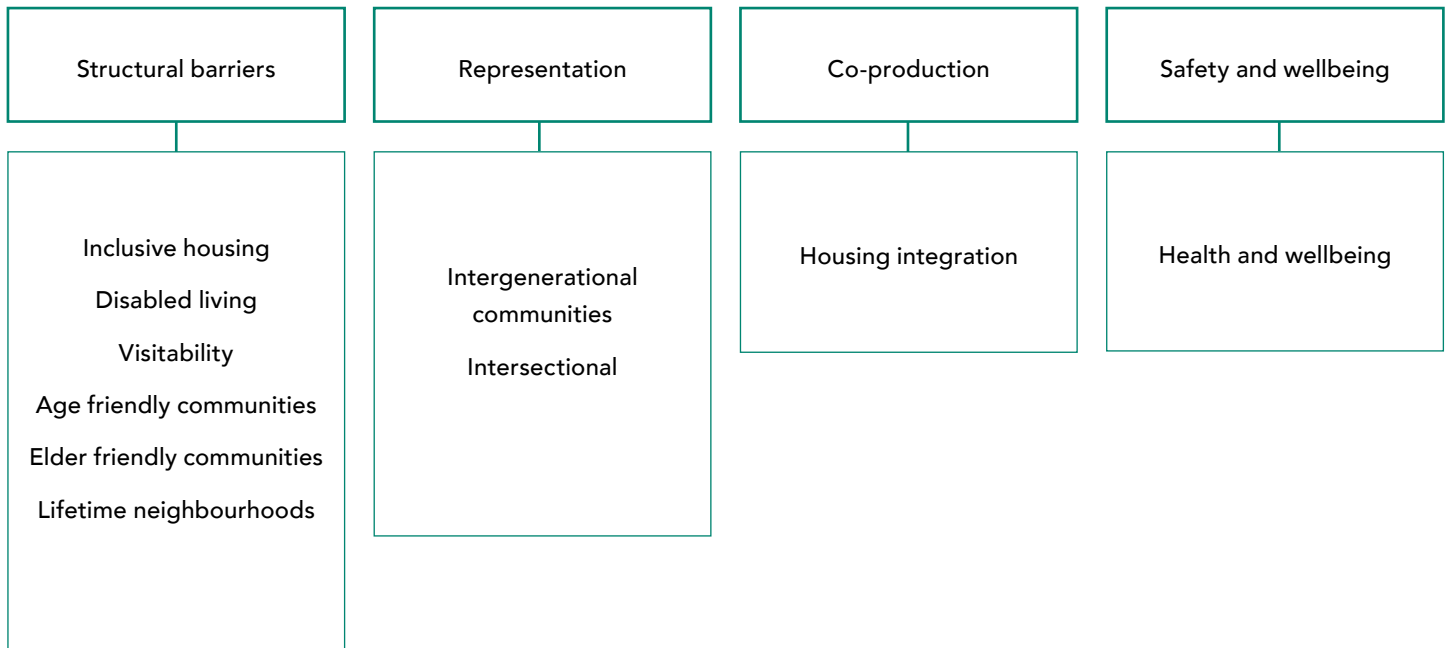 Structural barriers
Inclusive housing
Disabled living
Visitability
Age friendly communities
Elder friendly communities
Lifetime neighbourhoods
Representation
Intergenerational
communities
Intersectional
Co-production
Housing integration
Safety and wellbeing
Health and wellbeing